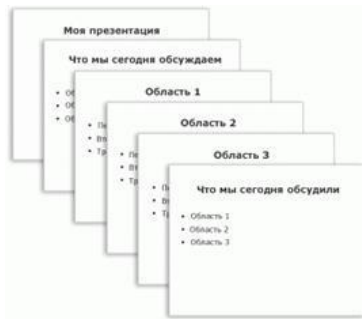 Моя презентация
Что мы сегодня обсуждаем
Область 1
Область 2
Область 3
Что мы сегодня обсудили
• Область 1
• Область 2
• Область 3